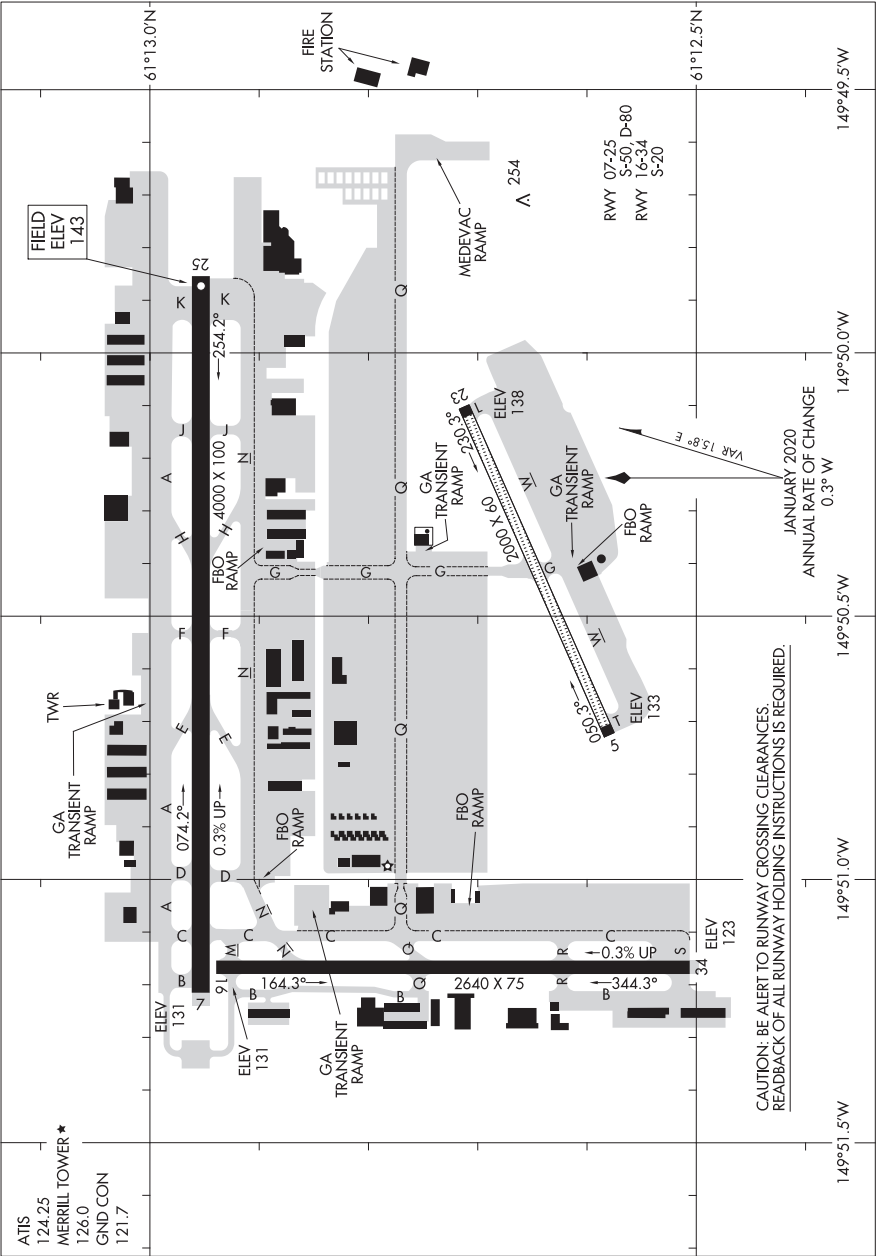 ATIS
124.25
MERRILL TOWER ★
126.0
GND CON
121.7
61°13.0'N
61°12.5'N
FIRE
STATION
149°49.5'W
FIELD
ELEV
143
254
MEDEVAC
RAMP
RWY 07-25
S-50, D-80
RWY 16-34
S-20
25
K
K
Q
149°50.0'W
254.2°
J
J
A
4000 X 100
N
H
H
FBO
RAMP
Q
GA
TRANSIENT
RAMP
23
230.3°
ELEV
138
2000 X 60
W
VAR 15.8° E
JANUARY 2020
ANNUAL RATE OF CHANGE
0.3° W
GA
TRANSIENT
RAMP
FBO
RAMP
G
G
G
G
W
149°50.5'W
F
F
N
TWR
GA
TRANSIENT
RAMP
E
E
Q
050.3°
5
ELEV
133
A
074.2°
0.3% UP
FBO
RAMP
FBO
RAMP
149°51.0'W
D
D
A
N
Q
C
C
C
C
C
M
N
Q
R
0.3% UP
S
ELEV
123
34
B
7
16
164.3°
Q
2640 X 75
R
344.3°
B
B
B
ELEV
131
ELEV
131
GA
TRANSIENT
RAMP
149°51.5'W
CAUTION: BE ALERT TO RUNWAY CROSSING CLEARANCES.
READBACK OF ALL RUNWAY HOLDING INSTRUCTIONS IS REQUIRED.